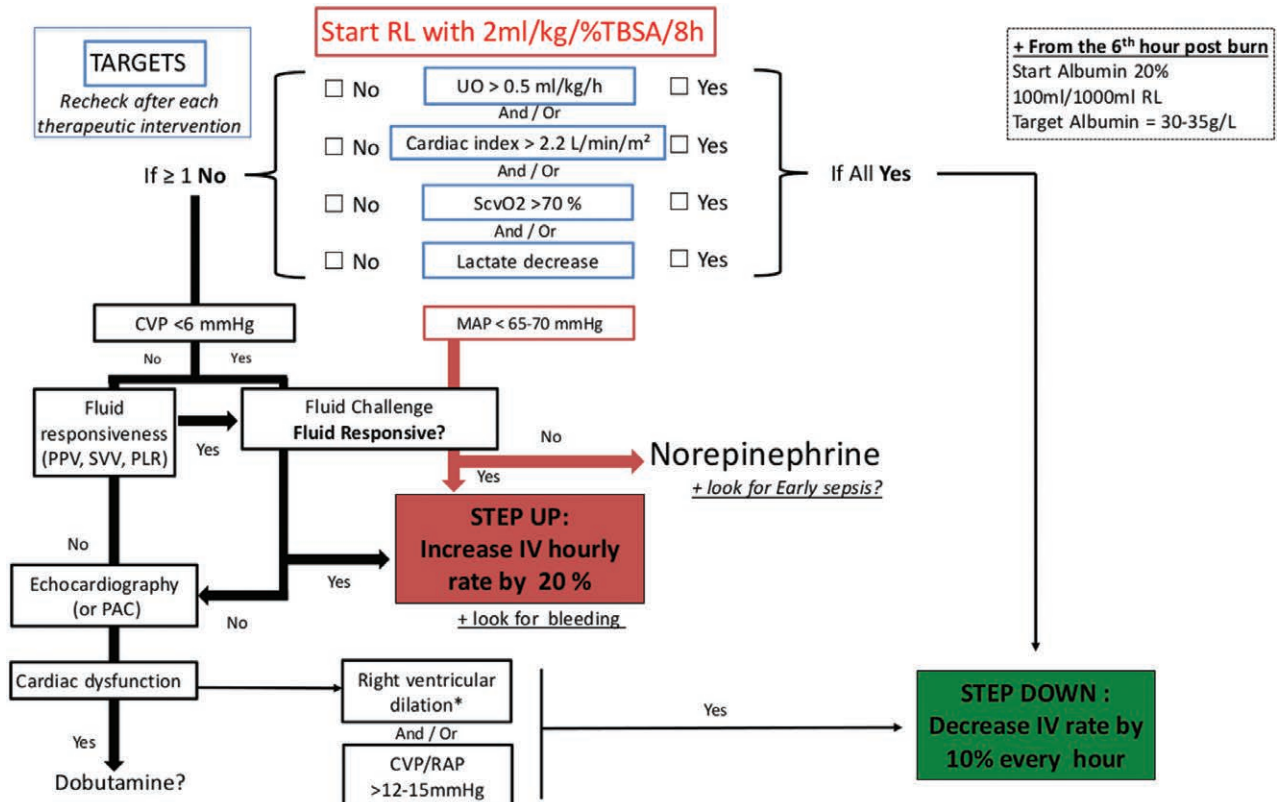 Start RL with 2ml/kg/%TBSA/8h
TARGETS
Recheck after each
therapeutic intervention
+ From the 6th hour post burn
Start Albumin 20%
100ml/1000ml RL
Target Albumin = 30-35g/L
☐ No
UO > 0.5 ml/kg/h
☐ Yes
And / Or
☐ No
Cardiac index > 2.2 L/min/m²
☐ Yes
And / Or
☐ No
ScvO2 >70 %
☐ Yes
And / Or
☐ No
Lactate decrease
☐ Yes
If ≥ 1 No
If All Yes
CVP <6 mmHg
MAP < 65-70 mmHg
No
Yes
Fluid
responsiveness
(PPV, SVV, PLR)
Yes
Fluid Challenge
Fluid Responsive?
No
Norepinephrine
+ look for Early sepsis?
Yes
STEP UP:
Increase IV hourly
rate by 20 %
+ look for bleeding
No
Yes
Echocardiography
(or PAC)
No
Cardiac dysfunction
Right ventricular
dilation*
And / Or
CVP/RAP
>12-15mmHg
Yes
STEP DOWN :
Decrease IV rate by
10% every hour
Yes
Dobutamine?